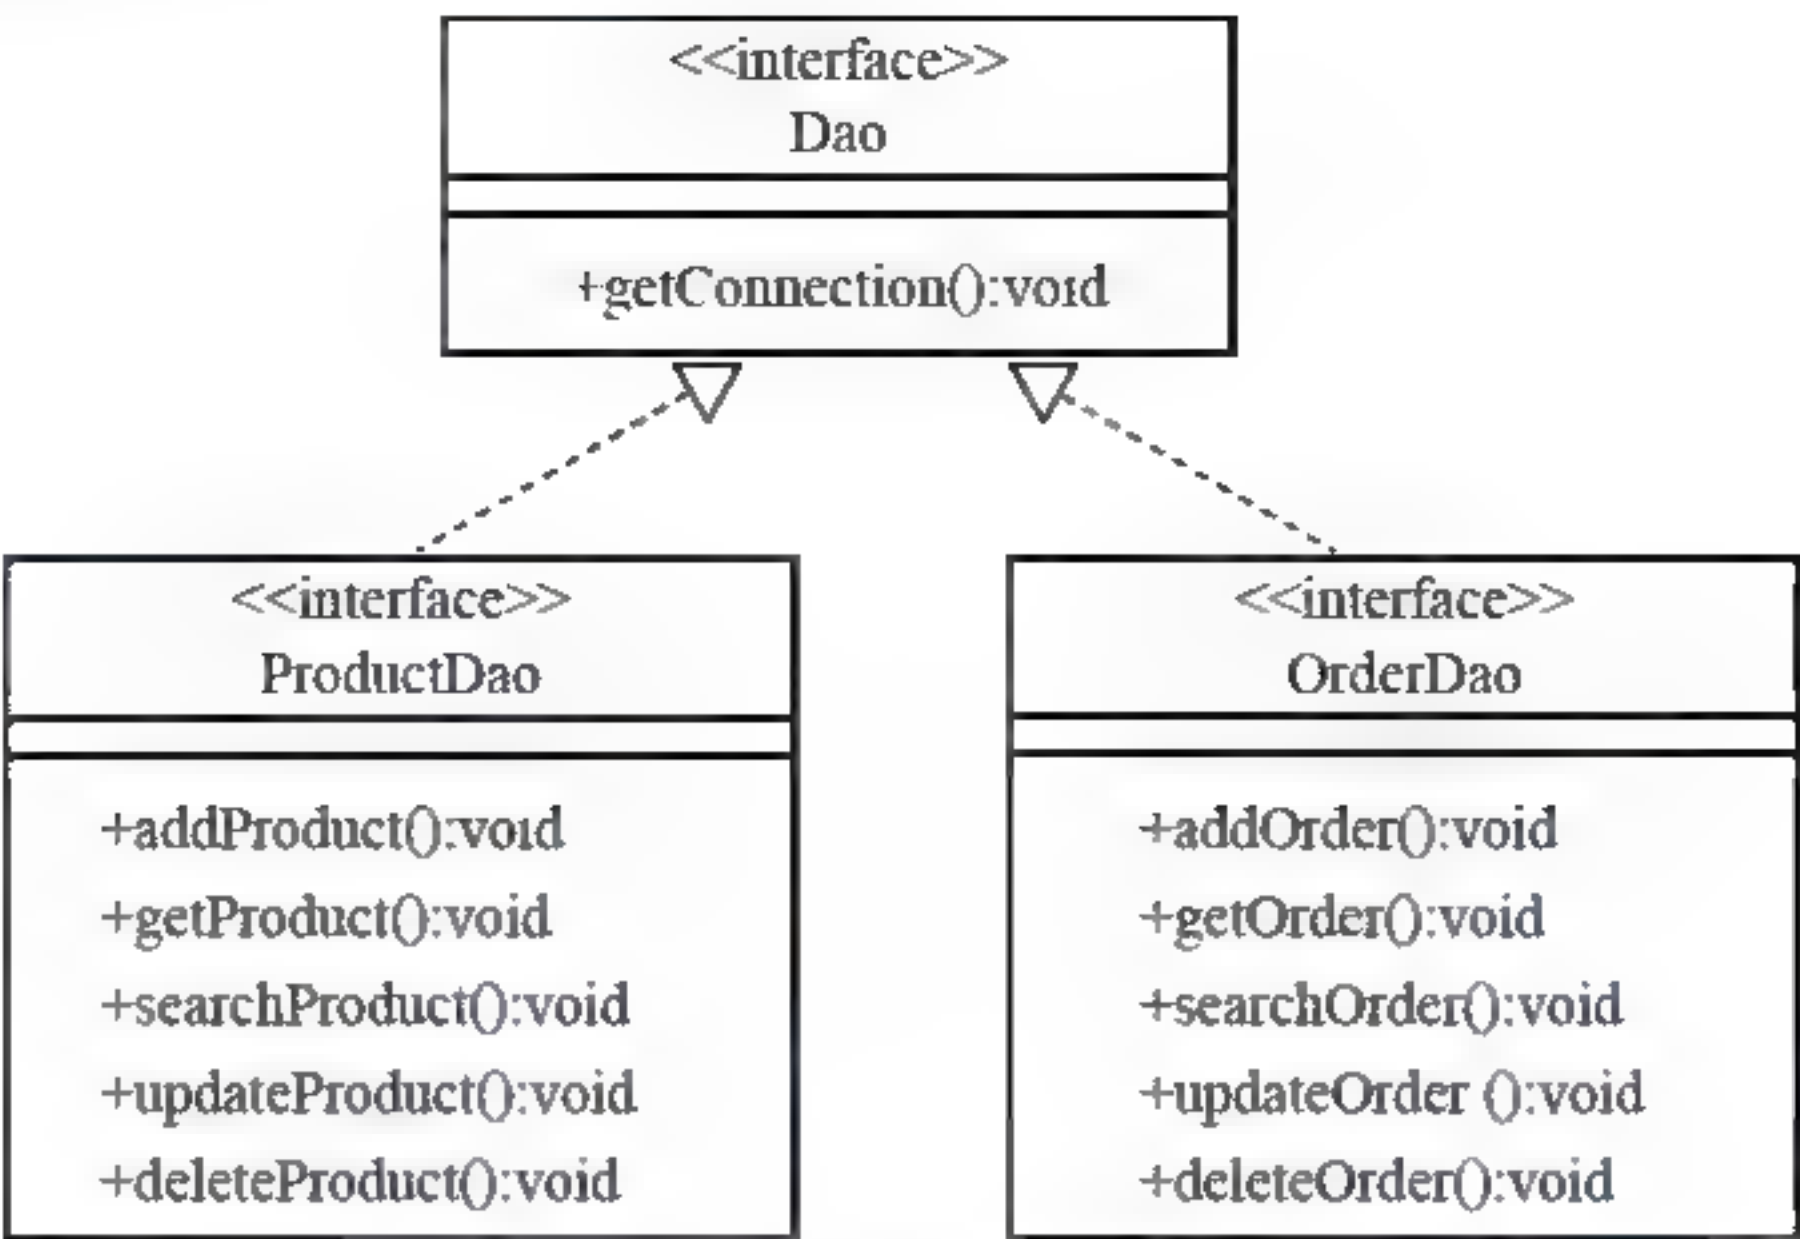 <<interface>>
Dao
+getConnection():void
<<interface>>
ProductDao
+addProduct():void
+getProduct():void
+searchProduct():void
+updateProduct():void
+deleteProduct():void
<<interface>>
OrderDao
+addOrder():void
+getOrder():void
+searchOrder():void
+updateOrder ():void
+deleteOrder():void